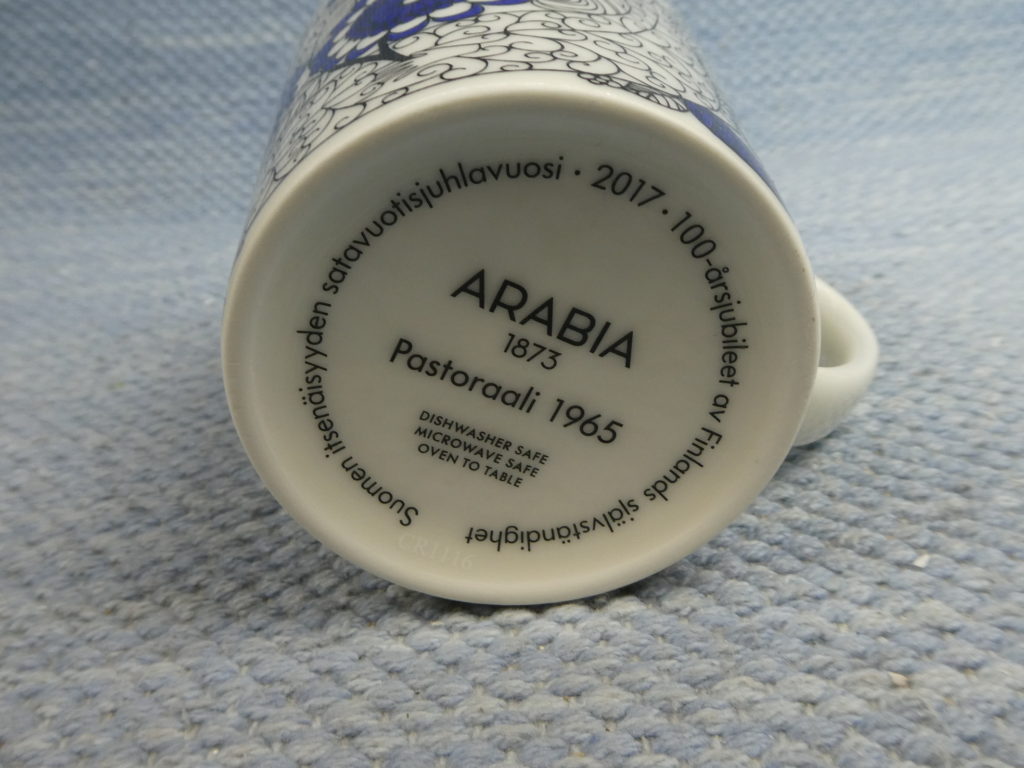 Suomen itsenäisyyden satavuotisjuhlavuosi · 2017 · 100-årsjubileet av Finlands självständighet
ARABIA
1873
Pastoraali 1965
DISHWASHER SAFE
MICROWAVE SAFE
OVEN TO TABLE